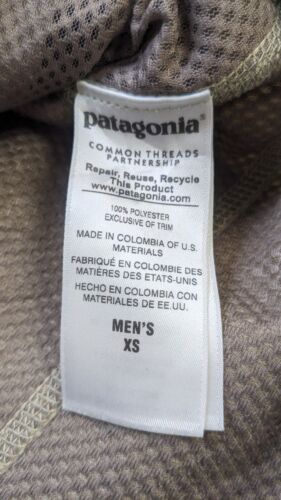 patagonia®
COMMON THREADS
PARTNERSHIP
Repair, Reuse, Recycle
This Product
www.patagonia.com
100% POLYESTER
EXCLUSIVE OF TRIM
MADE IN COLOMBIA OF U.S.
MATERIALS
FABRIQUÉ EN COLOMBIE DES
MATIÈRES DES ETATS-UNIS
HECHO EN COLOMBIA CON
MATERIALES DE EE.UU.
MEN'S
XS